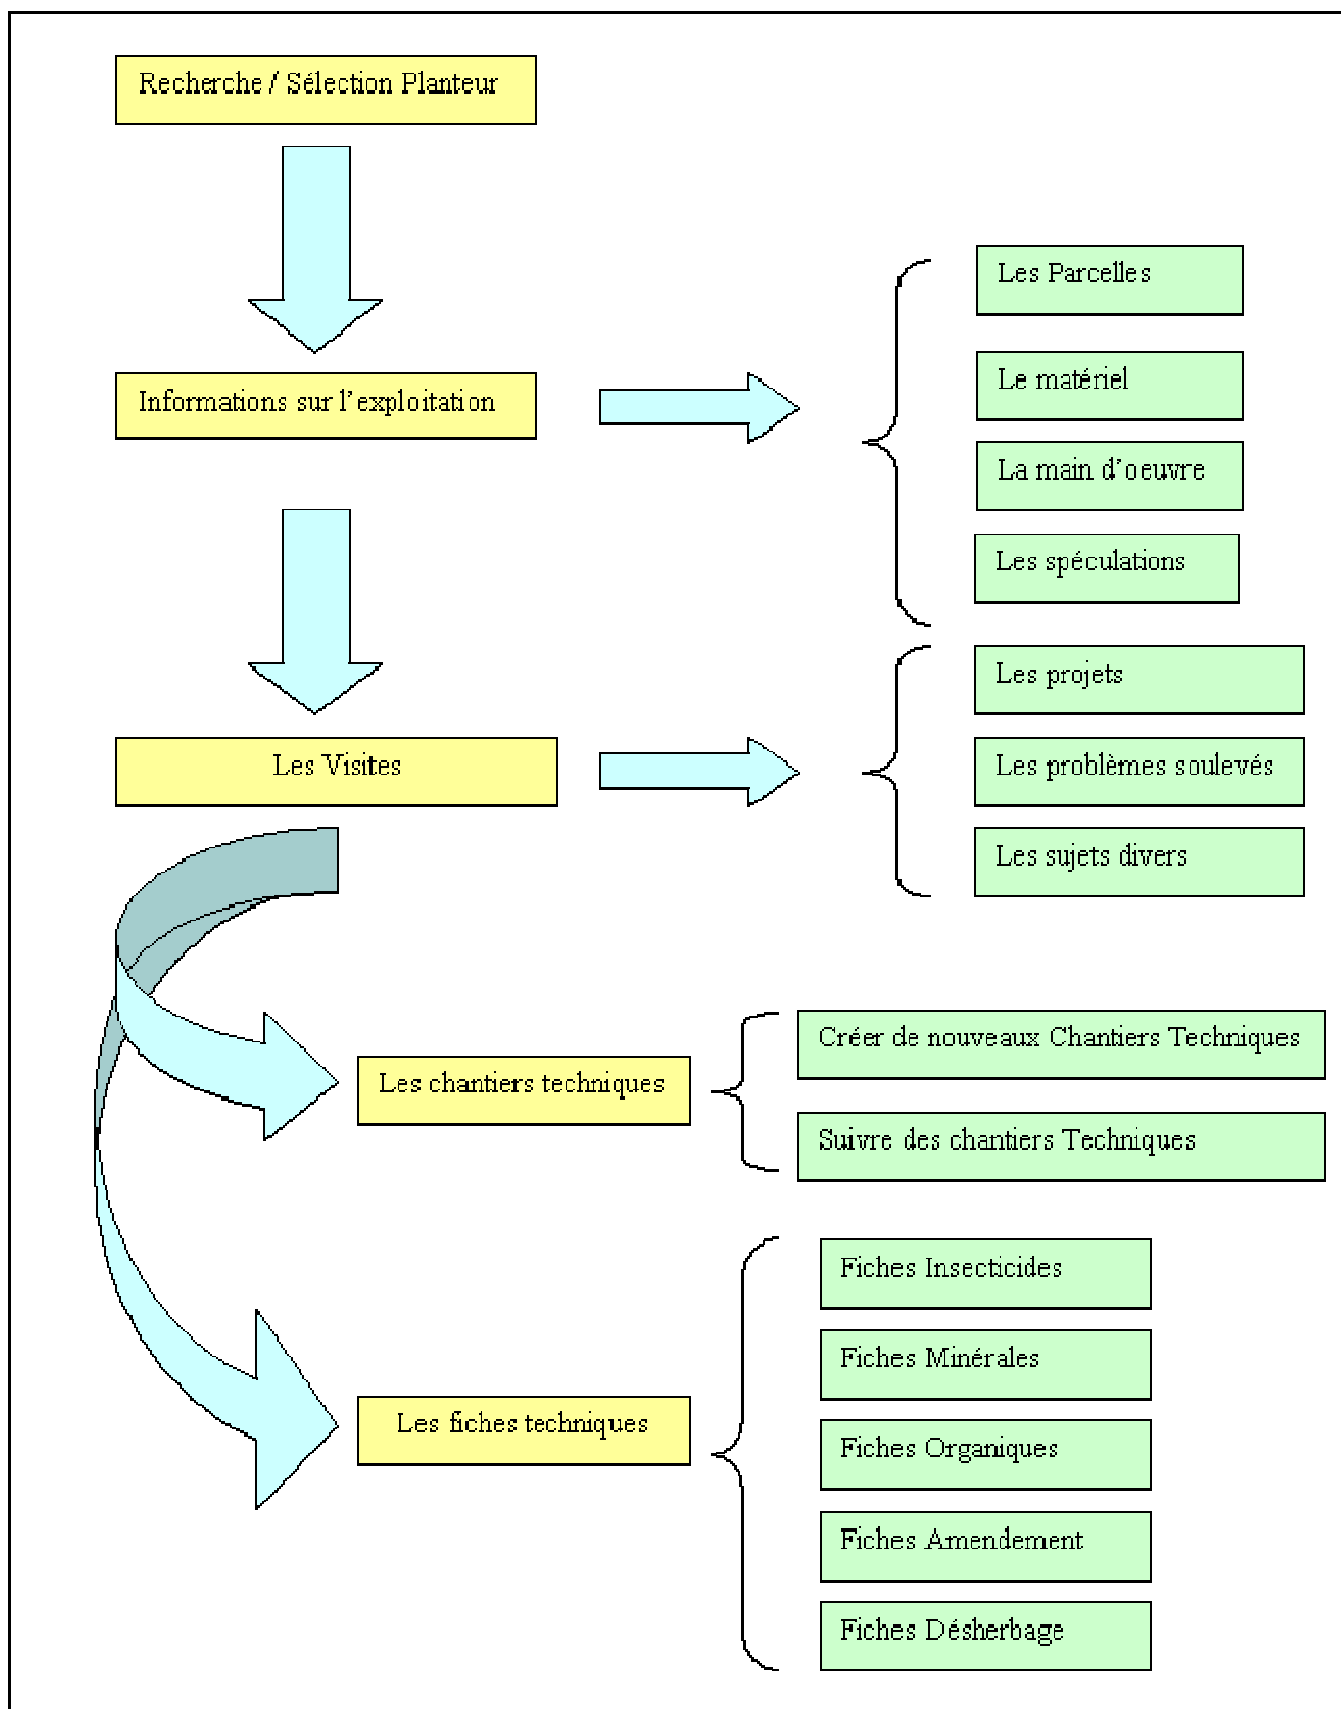 Recherche / Sélection Planteur
Informations sur l'exploitation
Les Parcelles
Le matériel
La main d'oeuvre
Les spéculations
Les Visites
Les projets
Les problèmes soulevés
Les sujets divers
Les chantiers techniques
Créer de nouveaux Chantiers Techniques
Suivre des chantiers Techniques
Les fiches techniques
Fiches Insecticides
Fiches Minérales
Fiches Organiques
Fiches Amendement
Fiches Désherbage